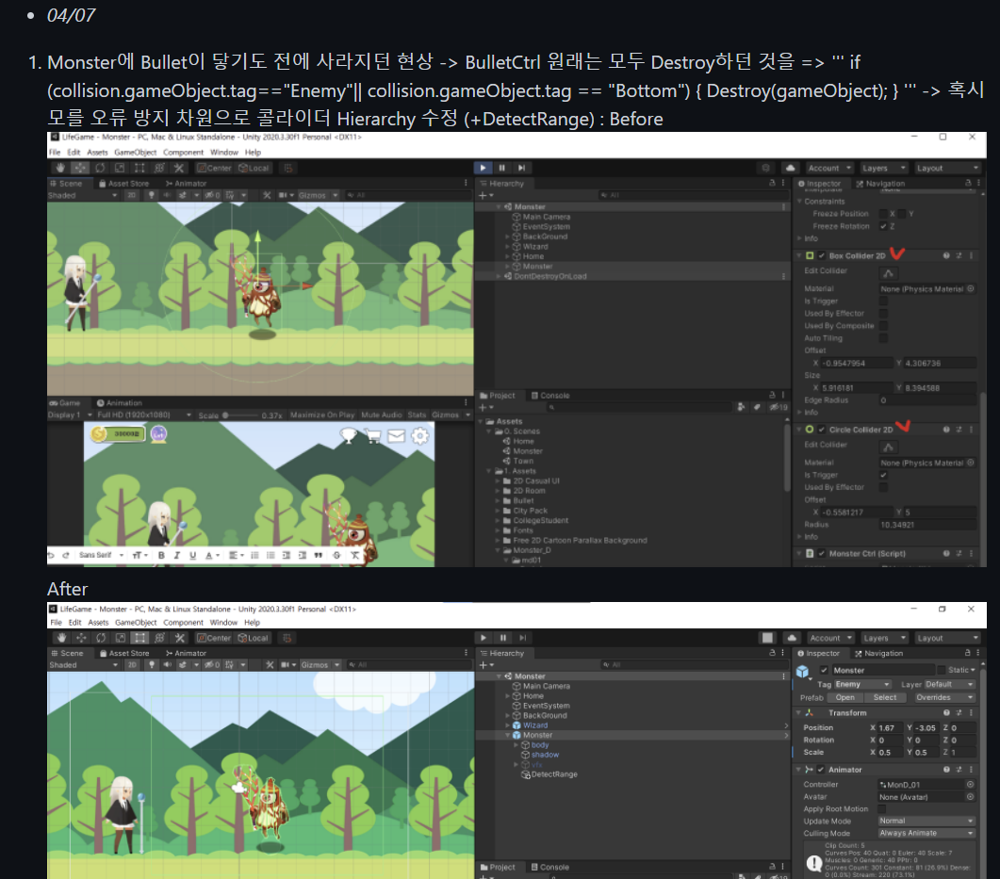 04/07
1. Monster에 Bullet이 닿기도 전에 사라지던 현상 -> BulletCtrl 원래는 모두 Destroy하던 것을 => ''' if
(collision.gameObject.tag=="Enemy"|| collision.gameObject.tag == "Bottom") { Destroy(gameObject); } ''' -> 혹시
모를 오류 방지 차원으로 콜라이더 Hierarchy 수정 (+DetectRange) : Before
LifeGame - Monster - PC, Mac & Linux Standalone - Unity 2020.3.30f1 Personal <DX11>
File Edit Assets GameObject Component Window Help
Center Local Account Layers Layout
Scene Asset Store Animator Hierarchy Inspector Navigation
Shaded 2D Gizmos All All
Monster
Main Camera
EventSystem
BackGround
Wizard
Home
Monster
DontDestroyOnLoad
Constraints
Freeze Position X Y
Freeze Rotation Z
Info
Box Collider 2D
Edit Collider
Material None (Physics Material
Is Trigger
Used By Effector
Used By Composite
Auto Tiling
Offset
X -0.9547954 Y 4.306736
Size
X 5.916181 Y 8.394588
Edge Radius 0
Info
Circle Collider 2D
Edit Collider
Material None (Physics Material
Is Trigger
Used By Effector
Offset
X -0.5581217 Y 5
Radius 10.34921
Info
Monster Ctrl (Script)
Game Animation
Display 1 Full HD (1920x1080) Scale 0.37x Maximize On Play Mute Audio Stats Gizmos
Project Console
19
Assets
0. Scenes
Home
Monster
Town
1. Assets
2D Casual UI
2D Room
Bullet
City Pack
CollegeStudent
Fonts
Free 2D Cartoon Parallax Background
Monster_D
md01
Sans Serif B I U A
After
LifeGame - Monster - PC, Mac & Linux Standalone - Unity 2020.3.30f1 Personal <DX11>
File Edit Assets GameObject Component Window Help
Center Local Account Layers Layout
Scene Asset Store Animator Hierarchy Inspector Navigation
Shaded 2D Gizmos All All
Monster
Main Camera
Home
EventSystem
BackGround
Wizard
Monster
body
shadow
vfx
DetectRange
Monster Static
Tag Enemy Layer Default
Prefab Open Select Overrides
Transform
Position X 1.67 Y -3.05 Z 0
Rotation X 0 Y 0 Z 0
Scale X 0.5 Y 0.5 Z 1
Animator
Controller MonD_01
Avatar None (Avatar)
Apply Root Motion
Update Mode Normal
Culling Mode Always Animate
Clip Count: 5
Curves Pos: 40 Quat: 0 Euler: 40 Scale: 7
Muscles: 0 Generic: 40 PPtr: 0
Curves Count: 301 Constant: 81 (26.9%) Dense:
0 (0.0%) Stream: 220 (73.1%)
Project Console
19